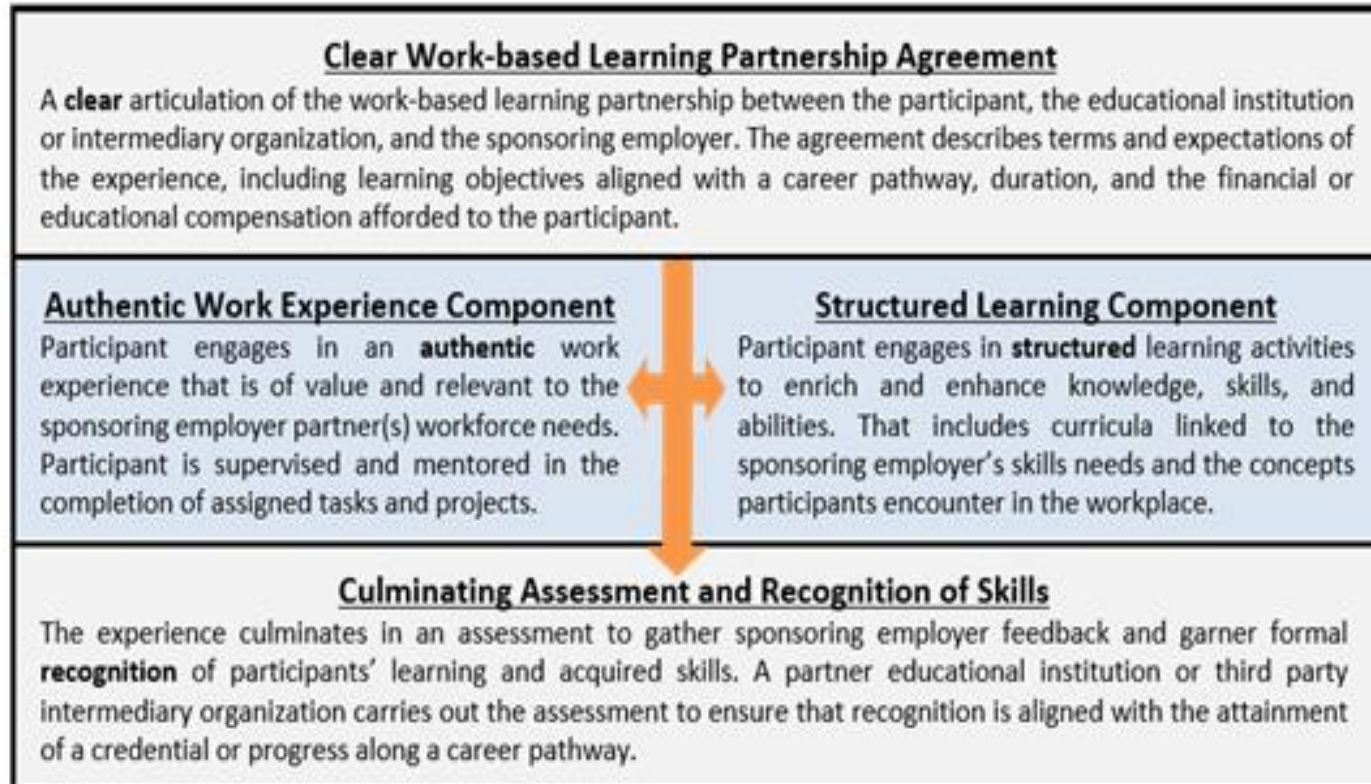 Clear Work-based Learning Partnership Agreement
A clear articulation of the work-based learning partnership between the participant, the educational institution
or intermediary organization, and the sponsoring employer. The agreement describes terms and expectations of
the experience, including learning objectives aligned with a career pathway, duration, and the financial or
educational compensation afforded to the participant.
Authentic Work Experience Component
Participant engages in an authentic work
experience that is of value and relevant to the
sponsoring employer partner(s) workforce needs.
Participant is supervised and mentored in the
completion of assigned tasks and projects.
Structured Learning Component
Participant engages in structured learning activities
to enrich and enhance knowledge, skills, and
abilities. That includes curricula linked to the
sponsoring employer's skills needs and the concepts
participants encounter in the workplace.
Culminating Assessment and Recognition of Skills
The experience culminates in an assessment to gather sponsoring employer feedback and garner formal
recognition of participants' learning and acquired skills. A partner educational institution or third party
intermediary organization carries out the assessment to ensure that recognition is aligned with the attainment
of a credential or progress along a career pathway.